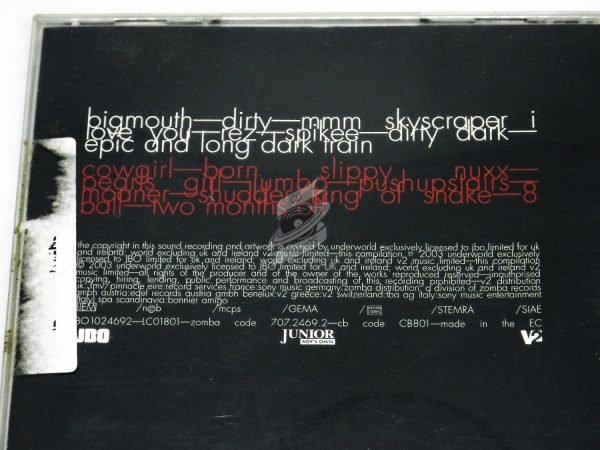 bigmouth—dirty—mmm skyscraper i
love you—rez—spikee—dirty dark—
epic and long dark train
cowgirl—born slippy nuxx—
pearls girl—jumbo—pushupstairs—8
moaner—shudder/king of snake—8
ball—two months
the copyright in this sound recording and artwork is owned by underworld exclusively licensed to jbo limited for uk
and ireland; world excluding uk and ireland v2 music limited—this compilation ℗ 2003 underworld exclusively
licensed to JBO limited for UK and ireland; world excluding uk and ireland: v2 music limited—this compilation
© 2003 underworld exclusively licensed to jbo limited for UK and ireland; world excluding uk and ireland v2
music limited—all rights of the producer and of the owner of the works reproduced reserved—unauthorised
copying, hiring, lending, public performance and broadcasting of this recording prohibited—v2 distribution
uk:3mv/pinnacle eire:record services france:sony music germany:zomba distribution, a division of zomba records
gmbh austria:edel records austria gmbh benelux:v2 greece:v2 switzerland:tba ag italy:sony music entertainment
italy) spa scandinavia:bonnier amigo
BIEM/ /n©b /mcps /GEMA / /STEMRA /SIAE
JBO1024692—LC01801—zomba code 707.2469.2—cb code CB801—made in the EC
JBO JUNIOR V2
BOY'S OWN